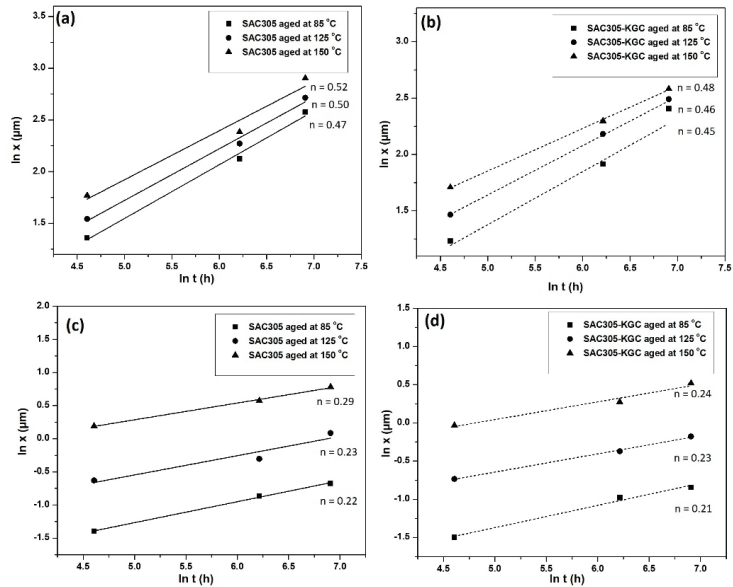 (a)
SAC305 aged at 85 °C
SAC305 aged at 125 °C
SAC305 aged at 150 °C
n = 0.52
n = 0.50
n = 0.47
ln x (µm)
3.0
2.5
2.0
1.5
4.5 5.0 5.5 6.0 6.5 7.0 7.5
ln t (h)
(b)
SAC305-KGC aged at 85 °C
SAC305-KGC aged at 125 °C
SAC305-KGC aged at 150 °C
n = 0.48
n = 0.46
n = 0.45
ln x (µm)
3.0
2.5
2.0
1.5
4.5 5.0 5.5 6.0 6.5 7.0 7.5
ln t (h)
(c)
SAC305 aged at 85 °C
SAC305 aged at 125 °C
SAC305 aged at 150 °C
n = 0.29
n = 0.23
n = 0.22
ln x (µm)
2.0
1.5
1.0
0.5
0.0
-0.5
-1.0
-1.5
4.5 5.0 5.5 6.0 6.5 7.0
ln t (h)
(d)
SAC305-KGC aged at 85 °C
SAC305-KGC aged at 125 °C
SAC305-KGC aged at 150 °C
n = 0.24
n = 0.23
n = 0.21
ln x (µm)
1.5
1.0
0.5
0.0
-0.5
-1.0
-1.5
4.5 5.0 5.5 6.0 6.5 7.0
ln t (h)